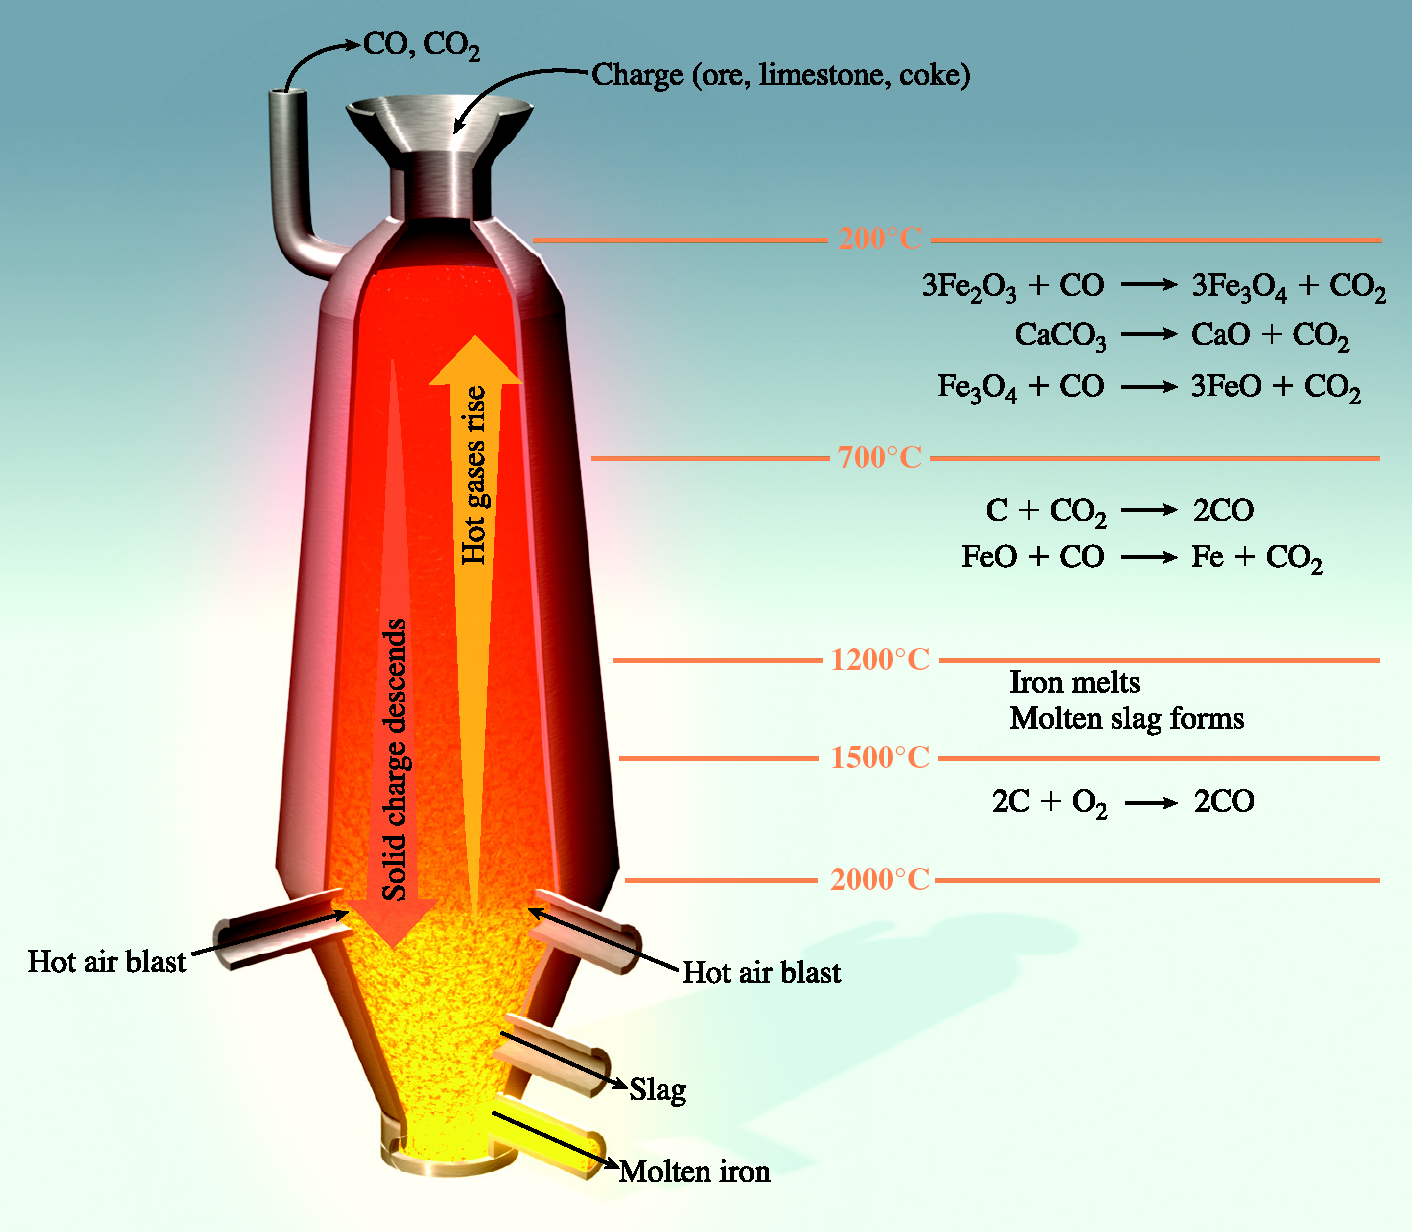 CO, CO₂
Charge (ore, limestone, coke)
200°C
3Fe₂O₃ + CO ⟶ 3Fe₃O₄ + CO₂
CaCO₃ ⟶ CaO + CO₂
Fe₃O₄ + CO ⟶ 3FeO + CO₂
Hot gases rise
700°C
C + CO₂ ⟶ 2CO
FeO + CO ⟶ Fe + CO₂
Solid charge descends
1200°C
Iron melts
Molten slag forms
1500°C
2C + O₂ ⟶ 2CO
2000°C
Hot air blast
Hot air blast
Slag
Molten iron